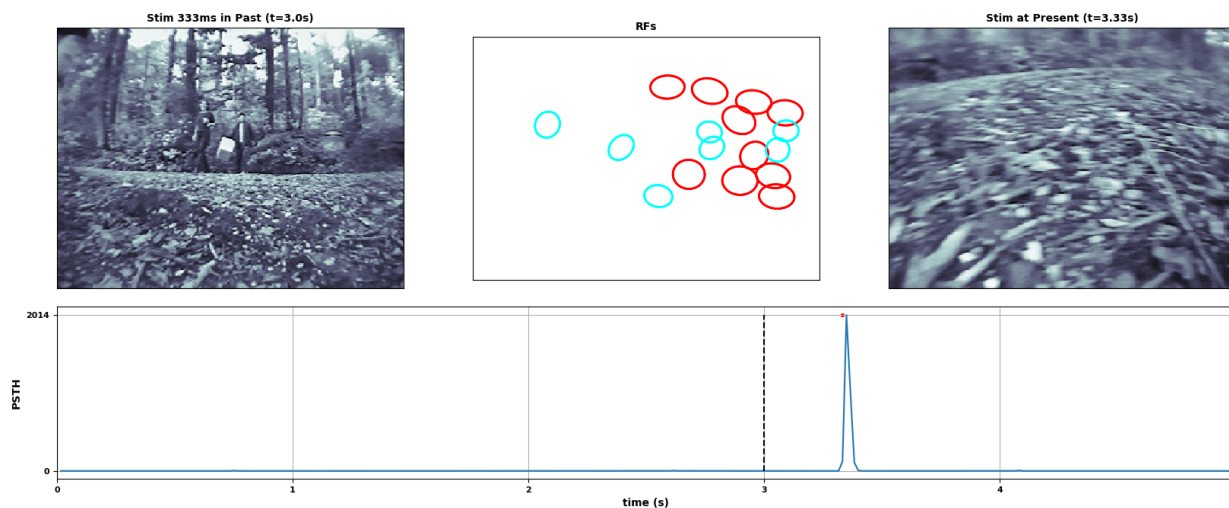 Stim 333ms in Past (t=3.0s)
RFs
Stim at Present (t=3.33s)
PSTH
2014
0
0
1
2
3
4
time (s)